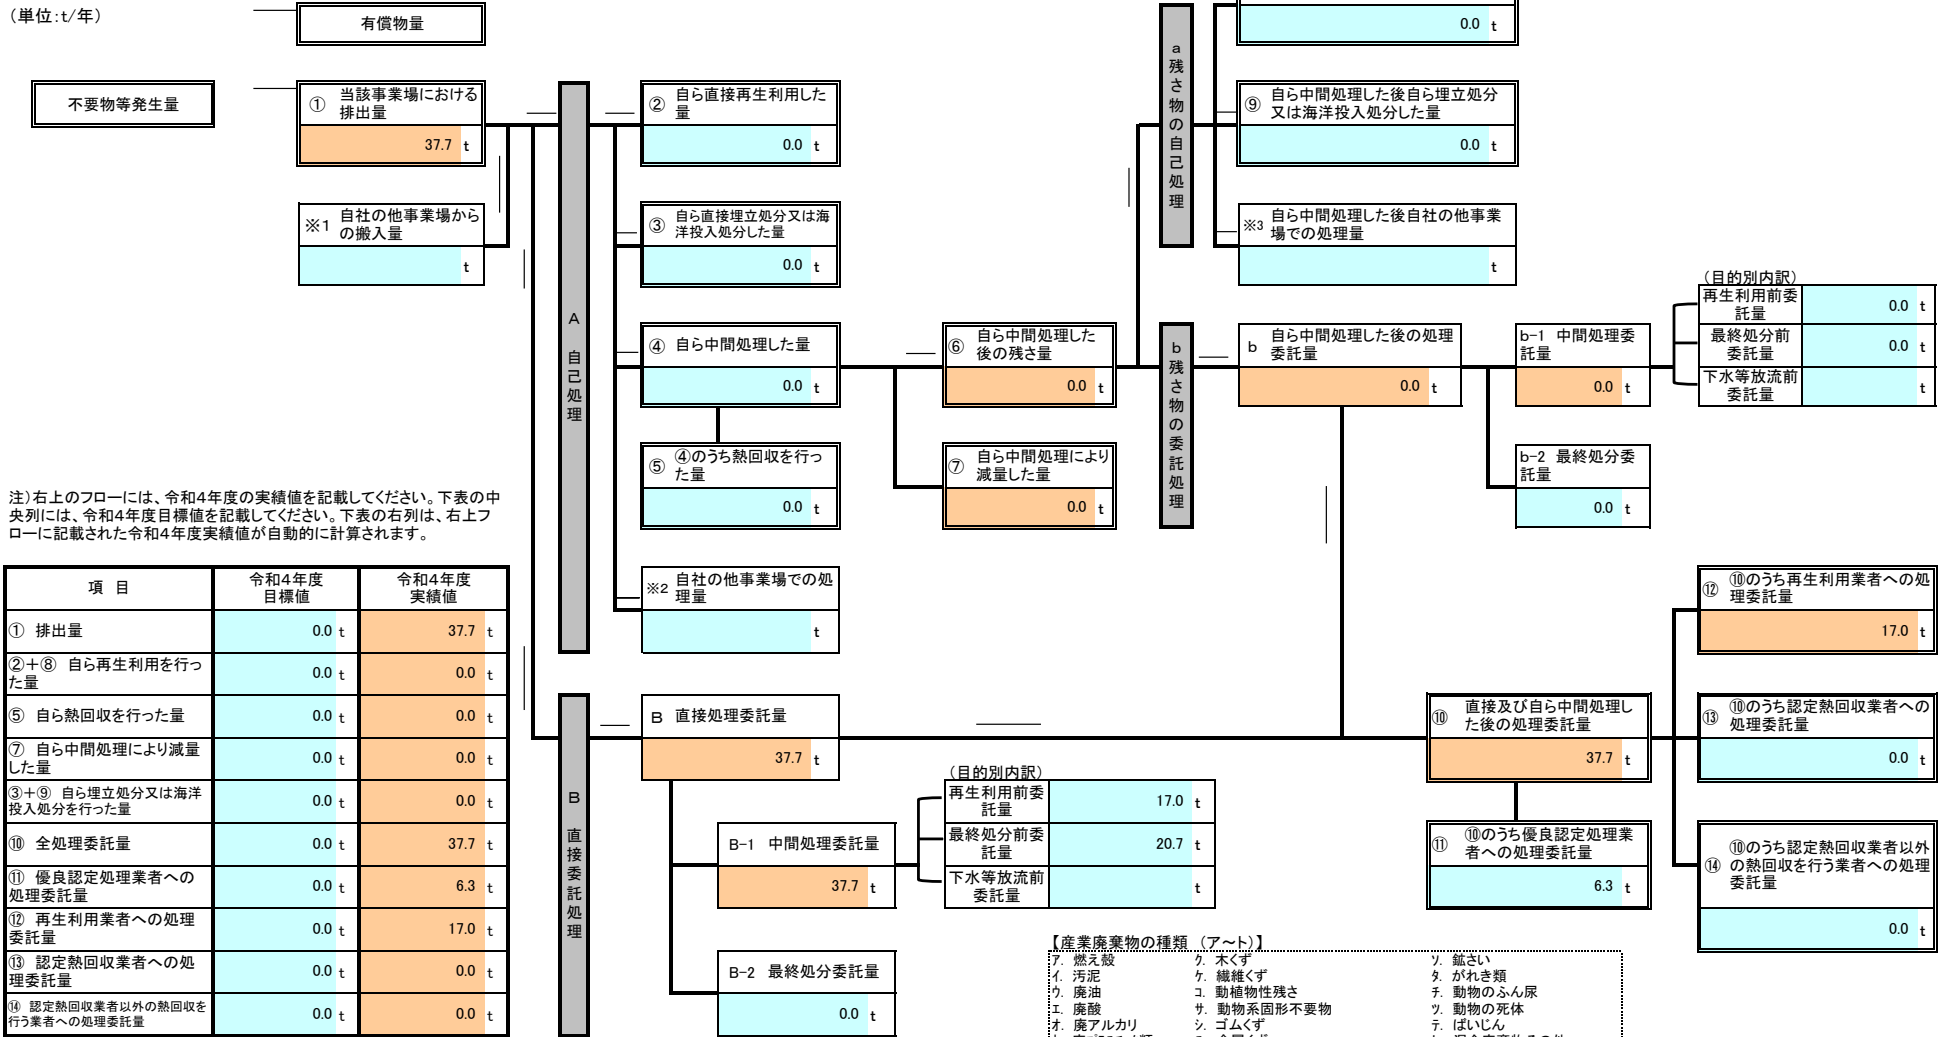 (単位:t/年)
有償物量
0.0 t
不要物等発生量
① 当該事業場における
排出量
37.7 t
② 自ら直接再生利用した
量
0.0 t
⑨ 自ら中間処理した後自ら埋立処分
又は海洋投入処分した量
0.0 t
a 残さ物の自己処理
※1 自社の他事業場から
の搬入量
t
③ 自ら直接埋立処分又は海
洋投入処分した量
0.0 t
※3 自ら中間処理した後自社の他事業
場での処理量
t
A 自己処理
④ 自ら中間処理した量
0.0 t
⑥ 自ら中間処理した
後の残さ量
0.0 t
b 残さ物の委託処理
b 自ら中間処理した後の処理
委託量
0.0 t
b-1 中間処理委
託量
0.0 t
(目的別内訳)
再生利用前委
託量
0.0 t
最終処分前
委託量
0.0 t
下水等放流前
委託量
t
⑤ ④のうち熱回収を行っ
た量
0.0 t
⑦ 自ら中間処理により
減量した量
0.0 t
b-2 最終処分委
託量
0.0 t
注)右上のフローには、令和4年度の実績値を記載してください。下表の中
央列には、令和4年度目標値を記載してください。下表の右列は、右上フ
ローに記載された令和4年度実績値が自動的に計算されます。
※2 自社の他事業場での処
理量
t
項 目 令和4年度
目標値 令和4年度
実績値
① 排出量 0.0 t 37.7 t
②+⑧ 自ら再生利用を行っ
た量 0.0 t 0.0 t
⑤ 自ら熱回収を行った量 0.0 t 0.0 t
⑦ 自ら中間処理により減量
した量 0.0 t 0.0 t
③+⑨ 自ら埋立処分又は海洋
投入処分を行った量 0.0 t 0.0 t
⑩ 全処理委託量 0.0 t 37.7 t
⑪ 優良認定処理業者への
処理委託量 0.0 t 6.3 t
⑫ 再生利用業者への処理
委託量 0.0 t 17.0 t
⑬ 認定熱回収業者への処
理委託量 0.0 t 0.0 t
⑭ 認定熱回収業者以外の熱回収を
行う業者への処理委託量 0.0 t 0.0 t
B 直接委託処理
B 直接処理委託量
37.7 t
B-1 中間処理委託量
37.7 t
(目的別内訳)
再生利用前委
託量
17.0 t
最終処分前委
託量
20.7 t
下水等放流前
委託量
t
B-2 最終処分委託量
0.0 t
⑩ 直接及び自ら中間処理し
た後の処理委託量
37.7 t
⑪ ⑩のうち優良認定処理業
者への処理委託量
6.3 t
⑫ ⑩のうち再生利用業者への処
理委託量
17.0 t
⑬ ⑩のうち認定熱回収業者への
処理委託量
0.0 t
⑭ ⑩のうち認定熱回収業者以外
の熱回収を行う業者への処理
委託量
0.0 t
【産業廃棄物の種類 (ア~ト)】
ア. 燃え殻 ク. 木くず ソ. 鉱さい
イ. 汚泥 ケ. 繊維くず タ. がれき類
ウ. 廃油 コ. 動植物性残さ チ. 動物のふん尿
エ. 廃酸 サ. 動物系固形不要物 ツ. 動物の死体
オ. 廃アルカリ シ. ゴムくず テ. ばいじん